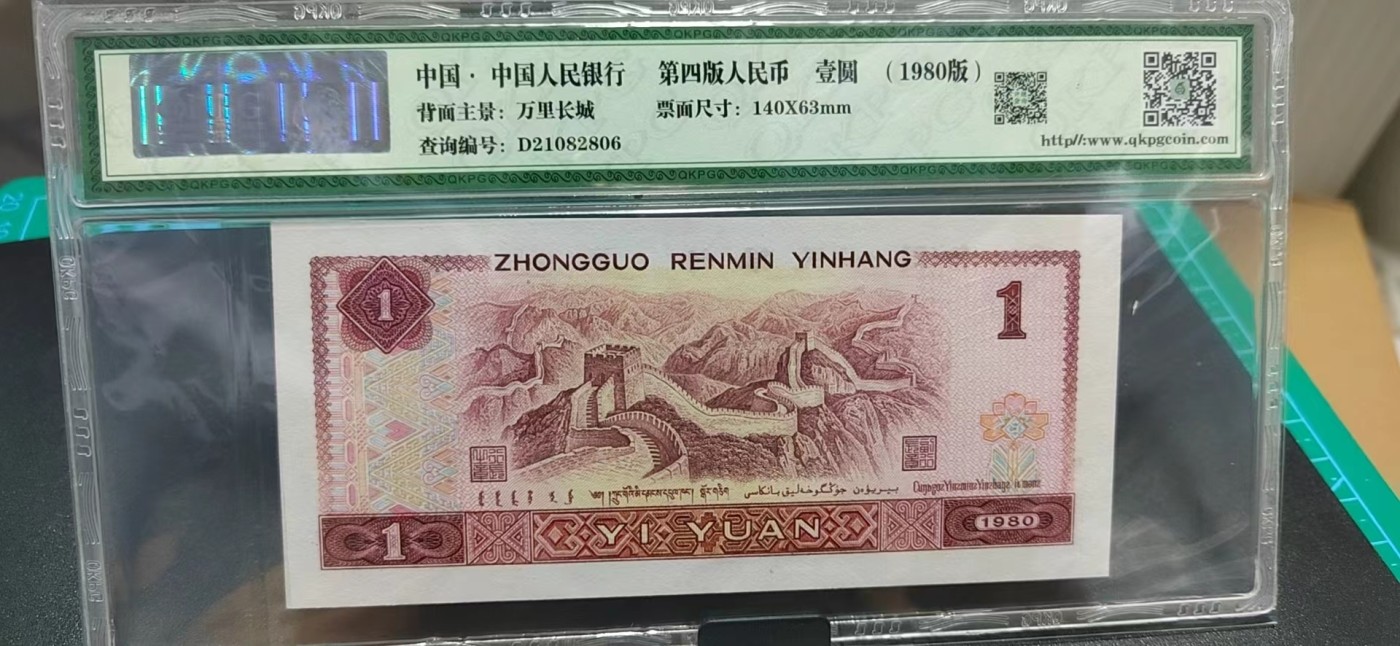 中国 · 中国人民银行 第四版人民币 壹圆 （1980版）
背面主景：万里长城 票面尺寸：140X63mm
查询编号：D21082806
http//:www.qkpgcoin.com
ZHONGGUO RENMIN YINHANG
1
1
1
YI YUAN
1980